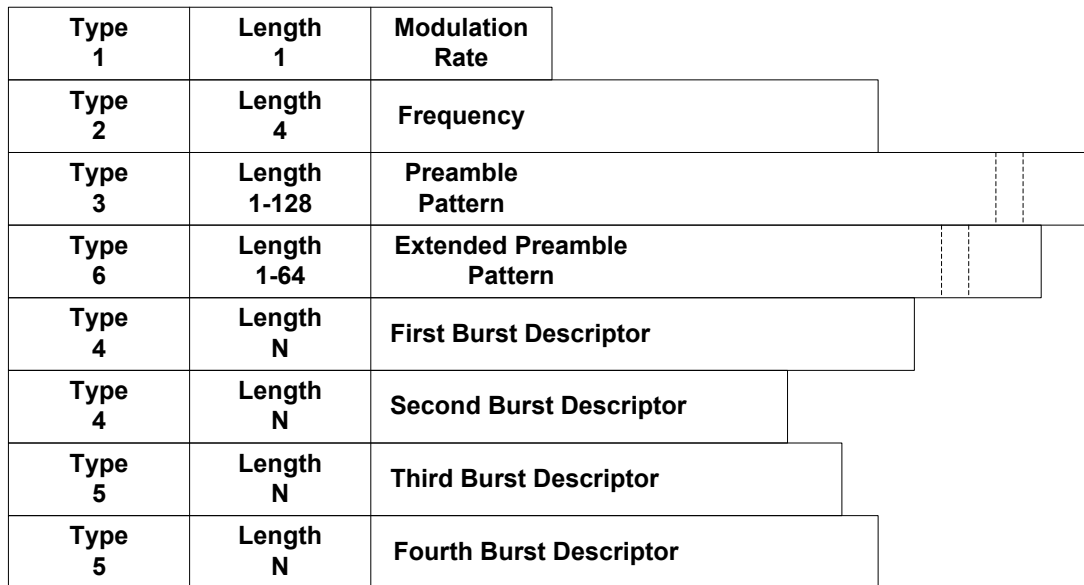 Type Length Modulation
1 1 Rate
Type Length Frequency
2 4
Type Length Preamble
3 1-128 Pattern
Type Length Extended Preamble
6 1-64 Pattern
Type Length First Burst Descriptor
4 N
Type Length Second Burst Descriptor
4 N
Type Length Third Burst Descriptor
5 N
Type Length Fourth Burst Descriptor
5 N